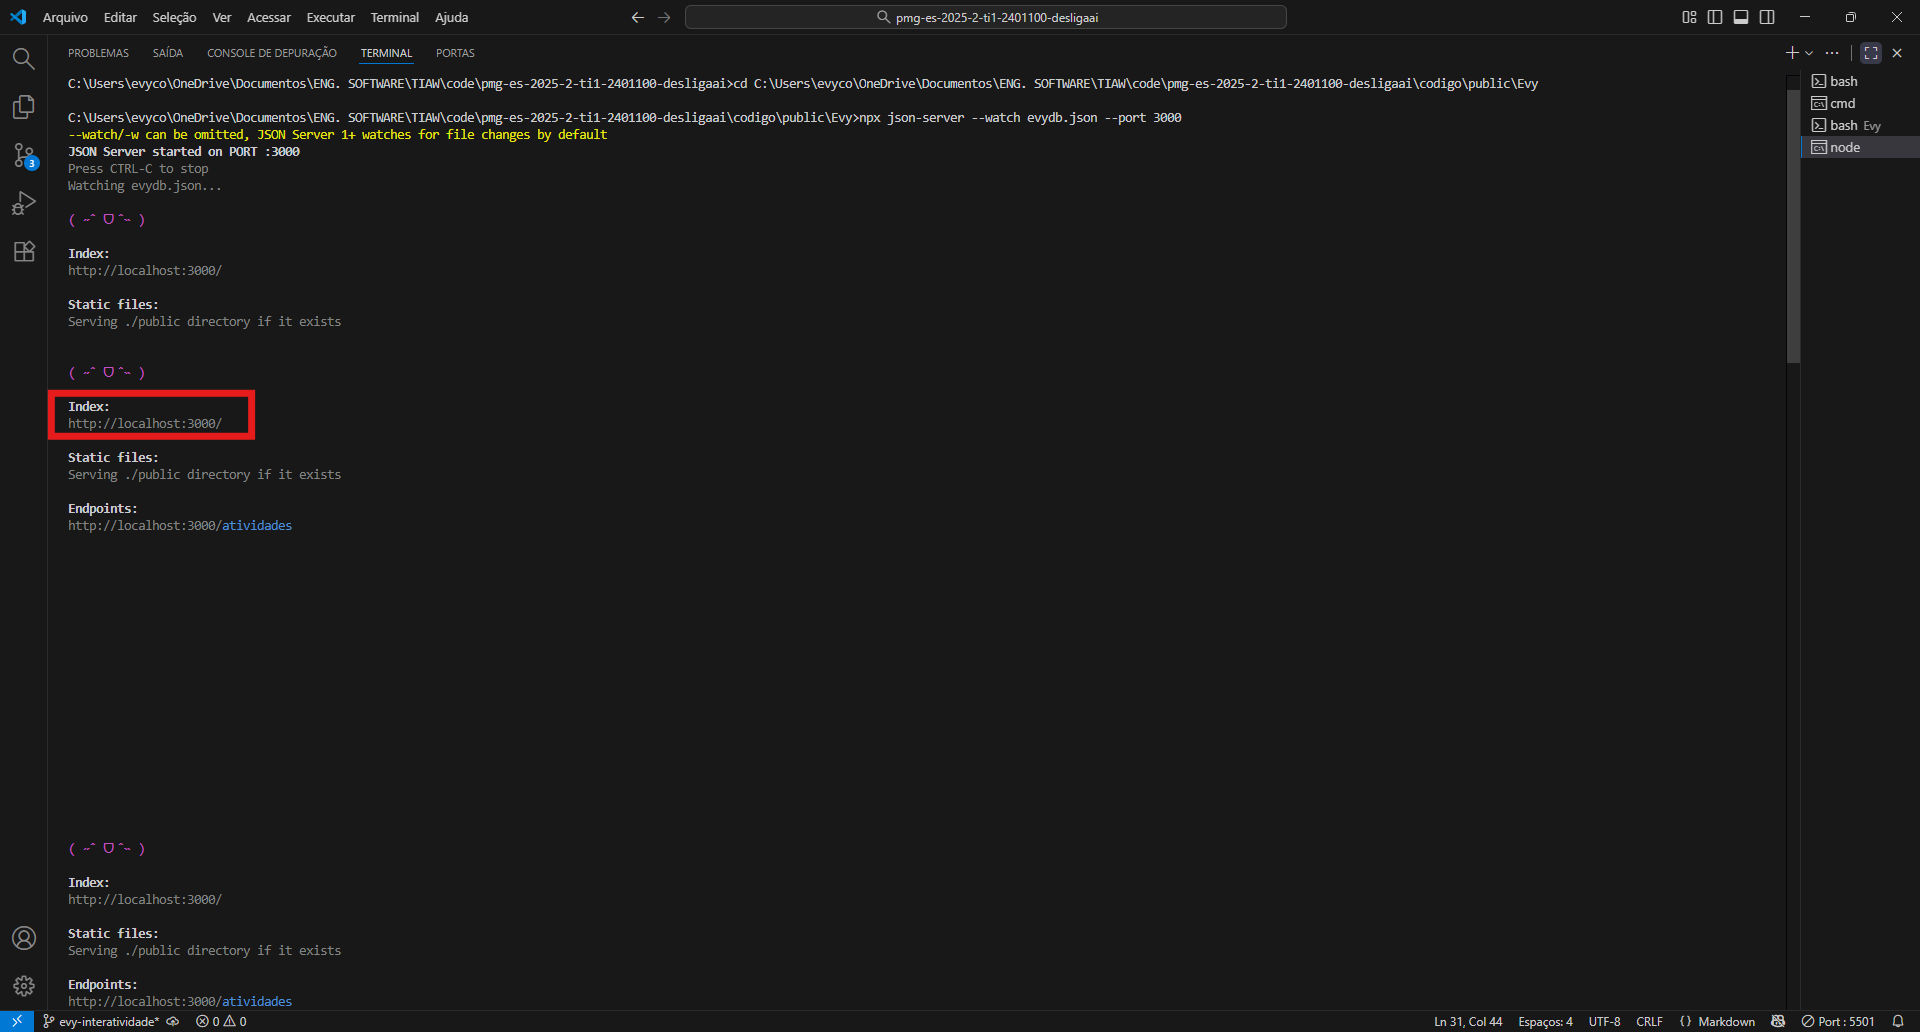 Arquivo Editar Seleção Ver Acessar Executar Terminal Ajuda pmg-es-2025-2-ti1-2401100-desligaai
PROBLEMAS SAÍDA CONSOLE DE DEPURAÇÃO TERMINAL PORTAS
C:\Users\evyco\OneDrive\Documentos\ENG. SOFTWARE\TIAW\code\pmg-es-2025-2-ti1-2401100-desligaai>cd C:\Users\evyco\OneDrive\Documentos\ENG. SOFTWARE\TIAW\code\pmg-es-2025-2-ti1-2401100-desligaai\codigo\public\Evy
C:\Users\evyco\OneDrive\Documentos\ENG. SOFTWARE\TIAW\code\pmg-es-2025-2-ti1-2401100-desligaai\codigo\public\Evy>npx json-server --watch evydb.json --port 3000
--watch/-w can be omitted, JSON Server 1+ watches for file changes by default
JSON Server started on PORT :3000
Press CTRL-C to stop
Watching evydb.json...
( ˶ˆ ᗜ ˆ˵ )
Index:
http://localhost:3000/
Static files:
Serving ./public directory if it exists
( ˶ˆ ᗜ ˆ˵ )
Index:
http://localhost:3000/
Static files:
Serving ./public directory if it exists
Endpoints:
http://localhost:3000/atividades
( ˶ˆ ᗜ ˆ˵ )
Index:
http://localhost:3000/
Static files:
Serving ./public directory if it exists
Endpoints:
http://localhost:3000/atividades
bash
cmd
bash Evy
node
3
evy-interatividade* 0 0 Ln 31, Col 44 Espaços: 4 UTF-8 CRLF {} Markdown Port : 5501